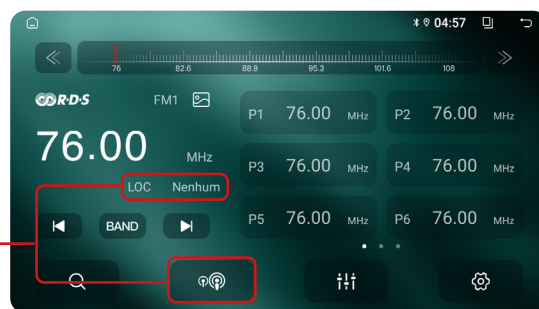 04:57
76 82.6 88.9 95.3 101.6 108
R·D·S FM1
76.00 MHz
LOC Nenhum
BAND
P1 76.00 MHz P2 76.00 MHz
P3 76.00 MHz P4 76.00 MHz
P5 76.00 MHz P6 76.00 MHz